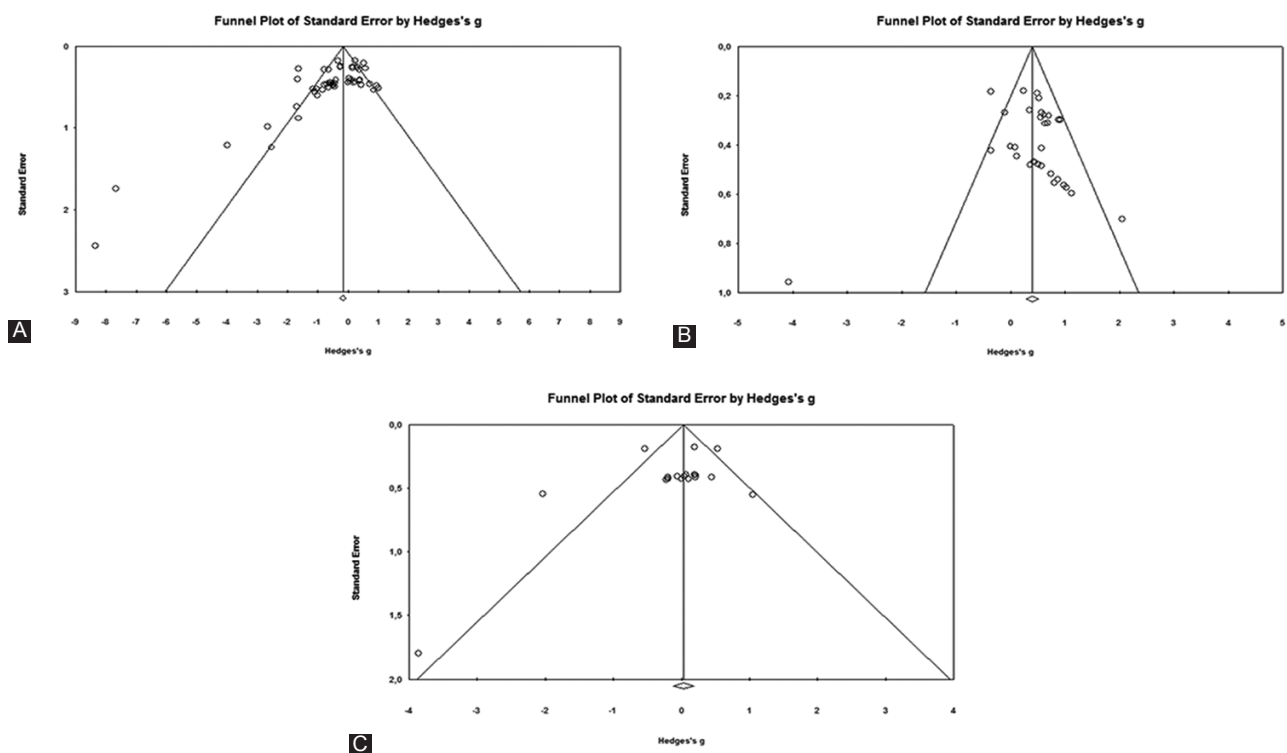 Funnel Plot of Standard Error by Hedges's g
0
1
2
3
Standard Error
-9 -8 -7 -6 -5 -4 -3 -2 -1 0 1 2 3 4 5 6 7 8 9
Hedges's g
A
Funnel Plot of Standard Error by Hedges's g
0,0
0,2
0,4
0,6
0,8
1,0
Standard Error
-5 -4 -3 -2 -1 0 1 2 3 4 5
Hedges's g
B
Funnel Plot of Standard Error by Hedges's g
0,0
0,5
1,0
1,5
2,0
Standard Error
-4 -3 -2 -1 0 1 2 3 4
Hedges's g
C